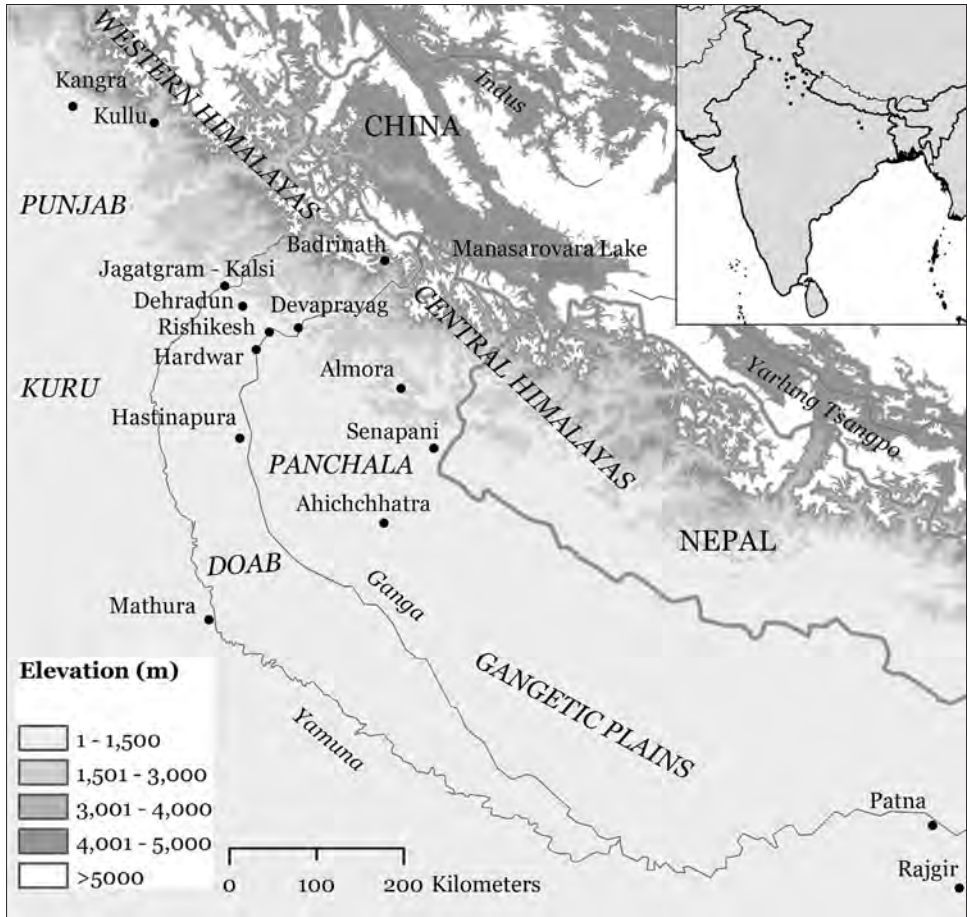 WESTERN HIMALAYAS
Kangra
Kullu
Indus
CHINA
PUNJAB
Badrinath
Manasarovara Lake
Jagatgram - Kalsi
Dehradun
Devaprayag
Rishikesh
Hardwar
CENTRAL HIMALAYAS
KURU
Almora
Yarlung Tsangpo
Hastinapura
Senapani
PANCHALA
Ahichchhatra
NEPAL
DOAB
Ganga
Mathura
GANGETIC PLAINS
Yamuna
Elevation (m)
1 - 1,500
1,501 - 3,000
3,001 - 4,000
4,001 - 5,000
>5000
0 100 200 Kilometers
Patna
Rajgir